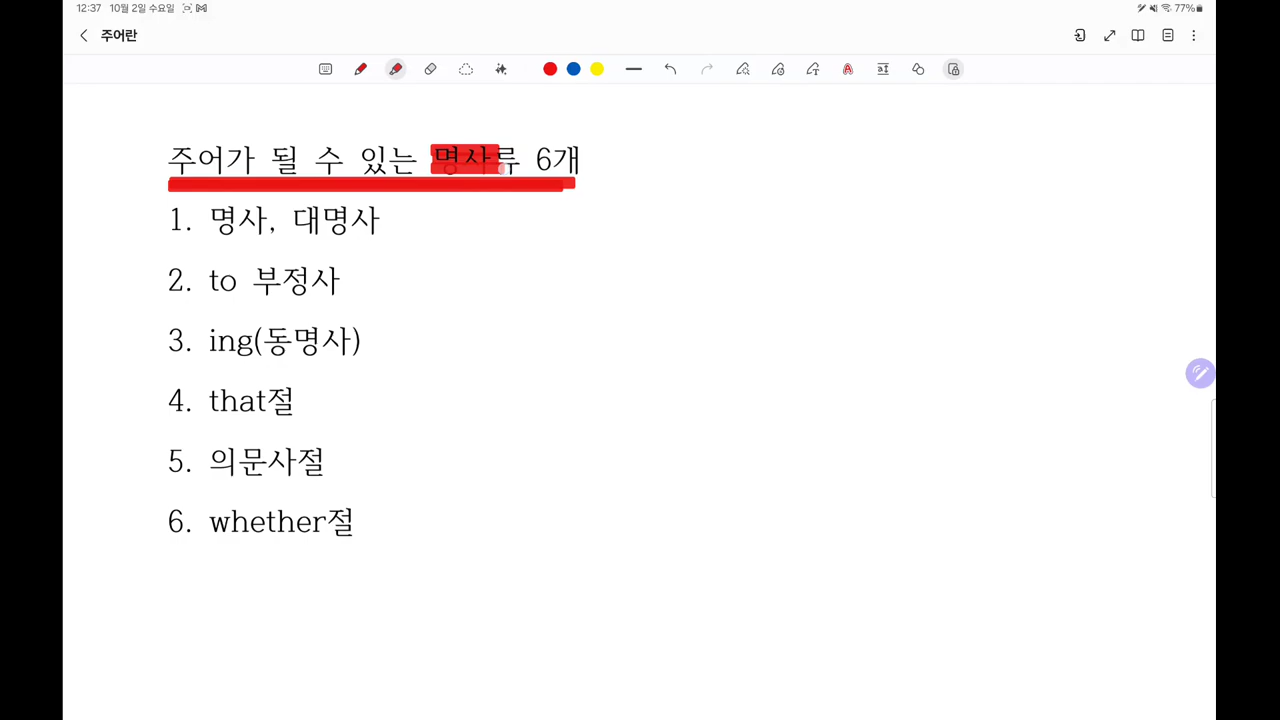 12:37 10월 2일 수요일 77%
주어란
주어가 될 수 있는 명사류 6개
1. 명사, 대명사
2. to 부정사
3. ing(동명사)
4. that절
5. 의문사절
6. whether절